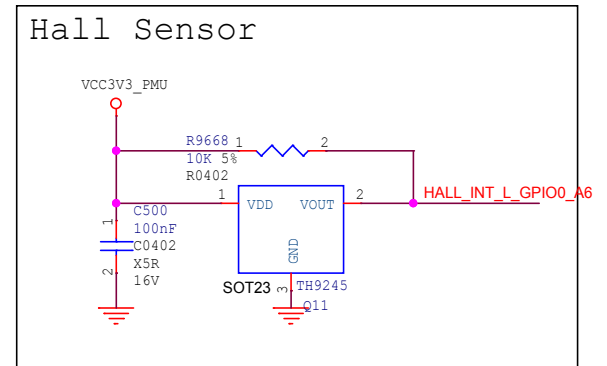 Hall Sensor
VCC3V3_PMU
R9668 1 2
10K 5%
R0402
1 VDD VOUT 2 HALL_INT_L_GPIO0_A6
1 C500
100nF
C0402
X5R
2 16V
GND
SOT23 3 TH9245
Q11